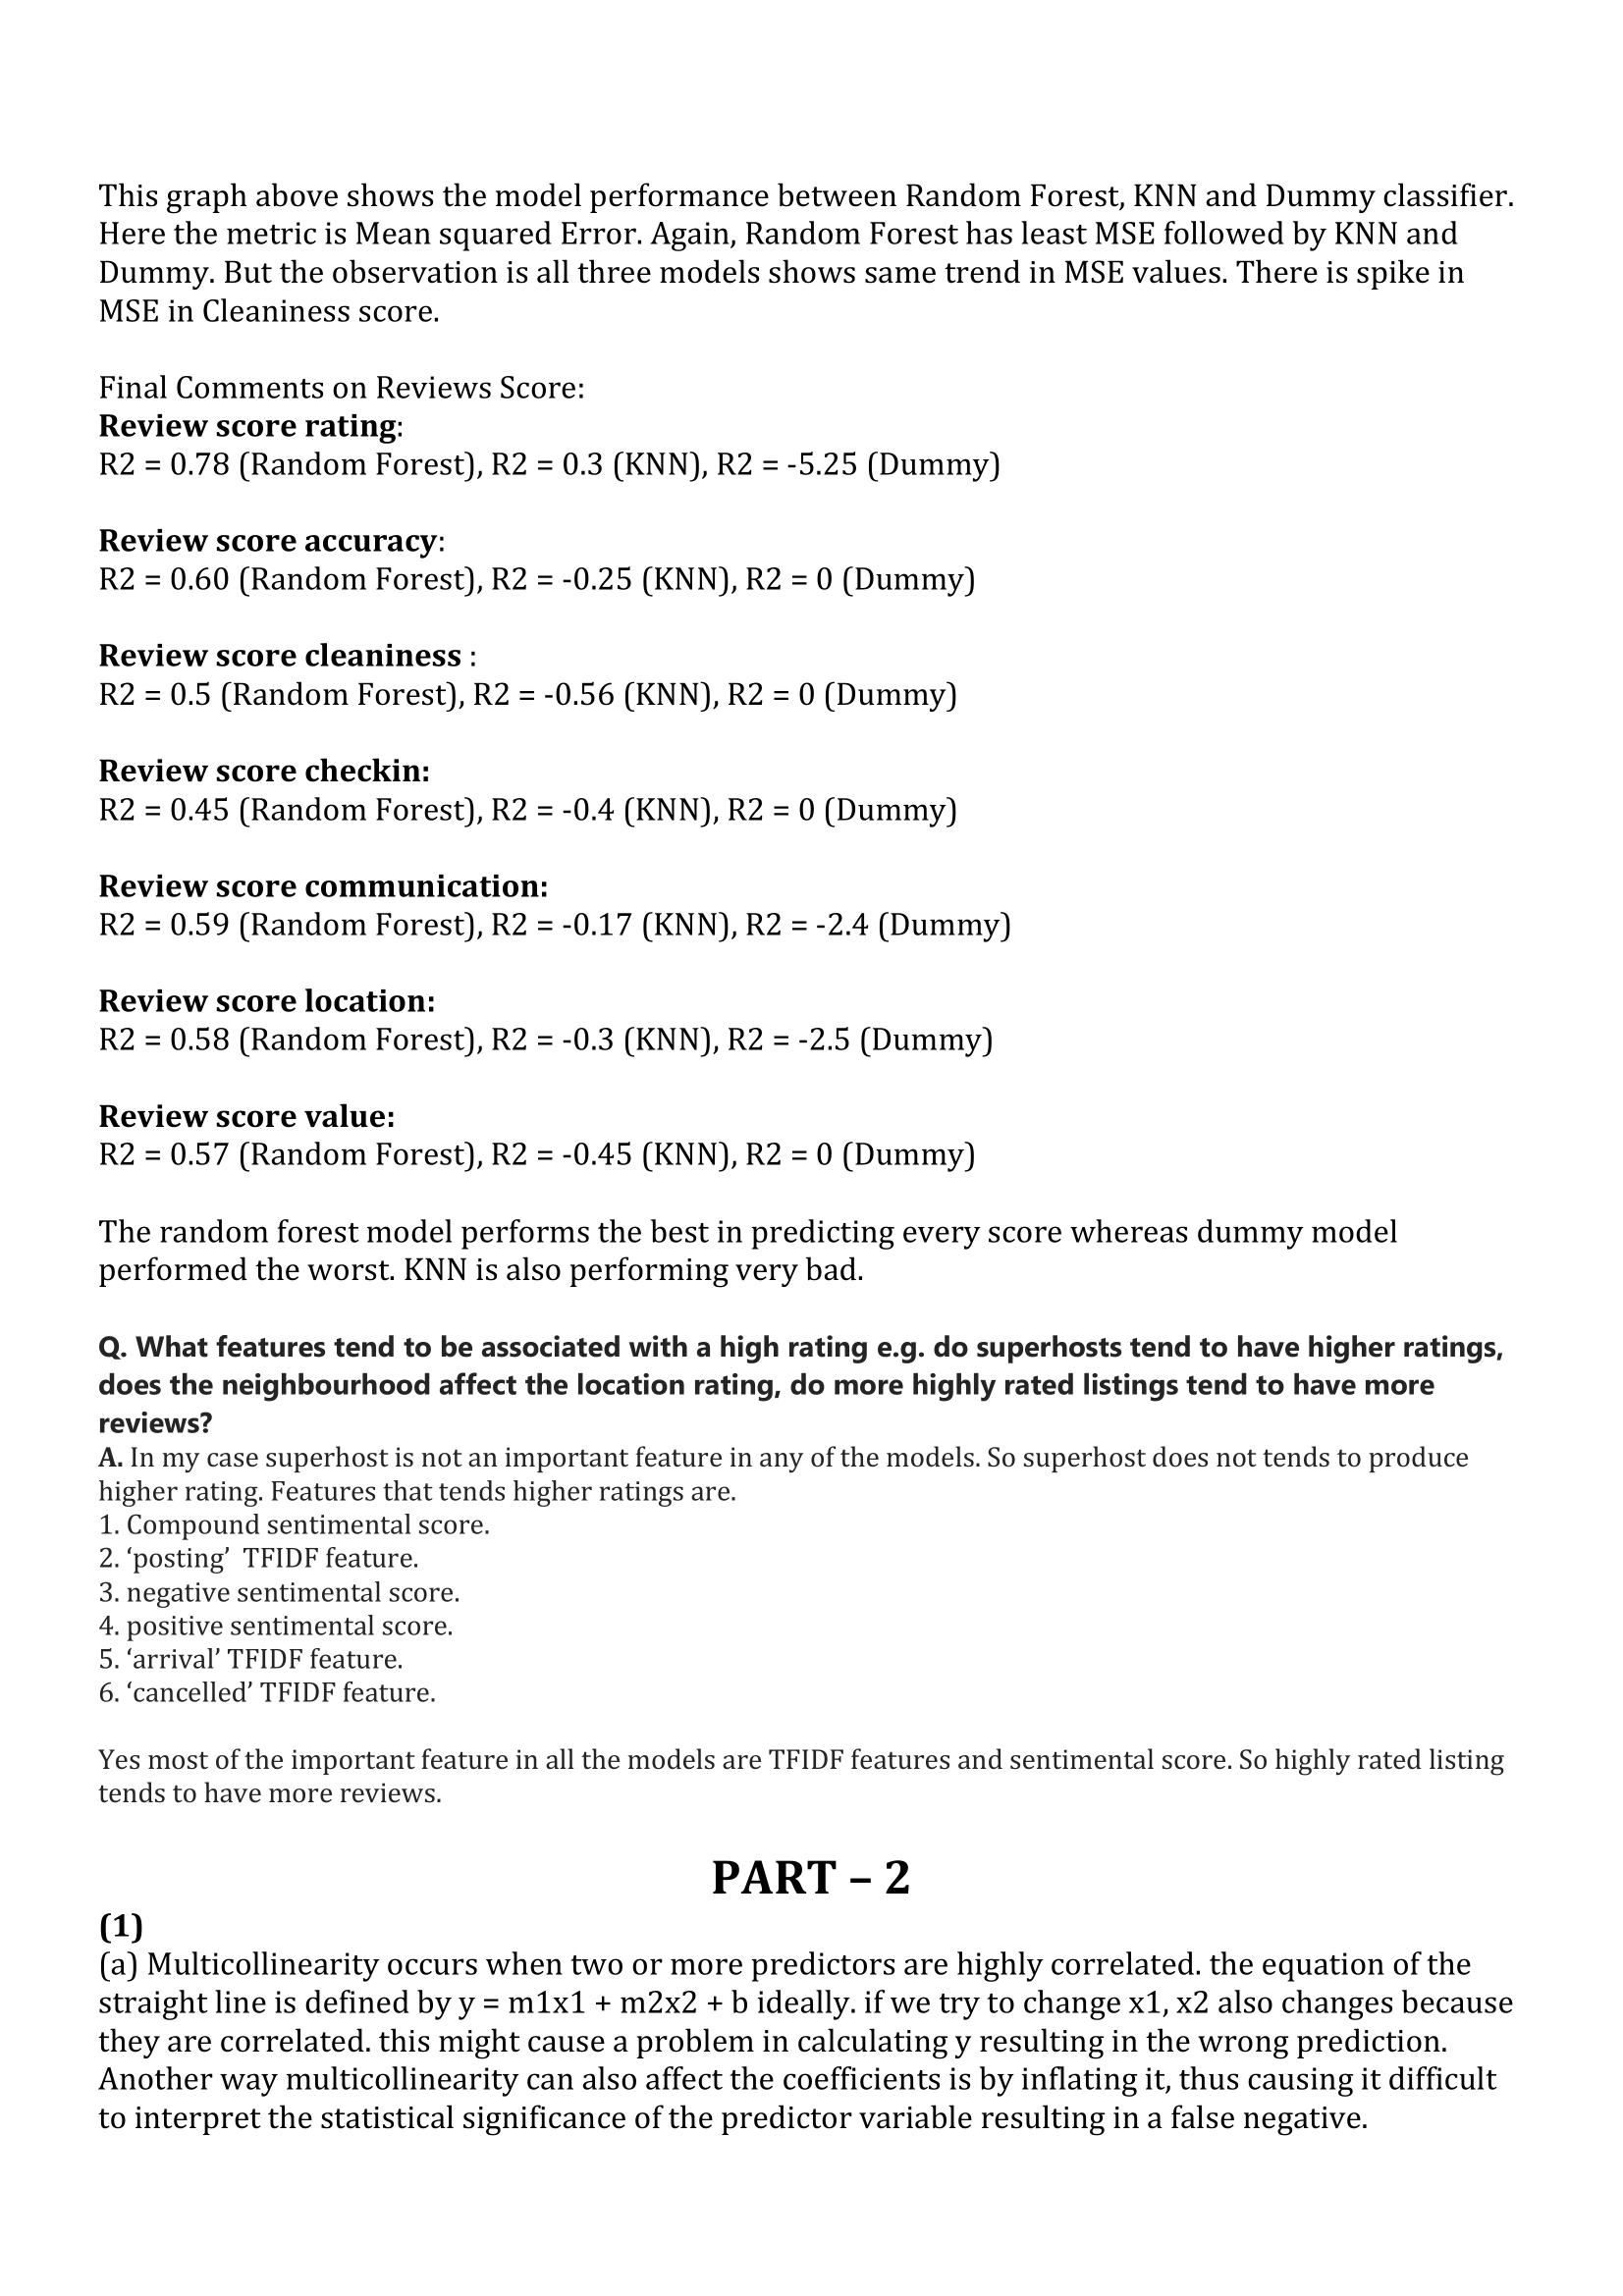 This graph above shows the model performance between Random Forest, KNN and Dummy classifier.
Here the metric is Mean squared Error. Again, Random Forest has least MSE followed by KNN and
Dummy. But the observation is all three models shows same trend in MSE values. There is spike in
MSE in Cleaniness score.
Final Comments on Reviews Score:
Review score rating:
R2 = 0.78 (Random Forest), R2 = 0.3 (KNN), R2 = -5.25 (Dummy)
Review score accuracy:
R2 = 0.60 (Random Forest), R2 = -0.25 (KNN), R2 = 0 (Dummy)
Review score cleaniness :
R2 = 0.5 (Random Forest), R2 = -0.56 (KNN), R2 = 0 (Dummy)
Review score checkin:
R2 = 0.45 (Random Forest), R2 = -0.4 (KNN), R2 = 0 (Dummy)
Review score communication:
R2 = 0.59 (Random Forest), R2 = -0.17 (KNN), R2 = -2.4 (Dummy)
Review score location:
R2 = 0.58 (Random Forest), R2 = -0.3 (KNN), R2 = -2.5 (Dummy)
Review score value:
R2 = 0.57 (Random Forest), R2 = -0.45 (KNN), R2 = 0 (Dummy)
The random forest model performs the best in predicting every score whereas dummy model
performed the worst. KNN is also performing very bad.
Q. What features tend to be associated with a high rating e.g. do superhosts tend to have higher ratings,
does the neighbourhood affect the location rating, do more highly rated listings tend to have more
reviews?
A. In my case superhost is not an important feature in any of the models. So superhost does not tends to produce
higher rating. Features that tends higher ratings are.
1. Compound sentimental score.
2. ‘posting’  TFIDF feature.
3. negative sentimental score.
4. positive sentimental score.
5. ‘arrival’ TFIDF feature.
6. ‘cancelled’ TFIDF feature.
Yes most of the important feature in all the models are TFIDF features and sentimental score. So highly rated listing
tends to have more reviews.
PART – 2
(1)
(a) Multicollinearity occurs when two or more predictors are highly correlated. the equation of the
straight line is defined by y = m1x1 + m2x2 + b ideally. if we try to change x1, x2 also changes because
they are correlated. this might cause a problem in calculating y resulting in the wrong prediction.
Another way multicollinearity can also affect the coefficients is by inflating it, thus causing it difficult
to interpret the statistical significance of the predictor variable resulting in a false negative.